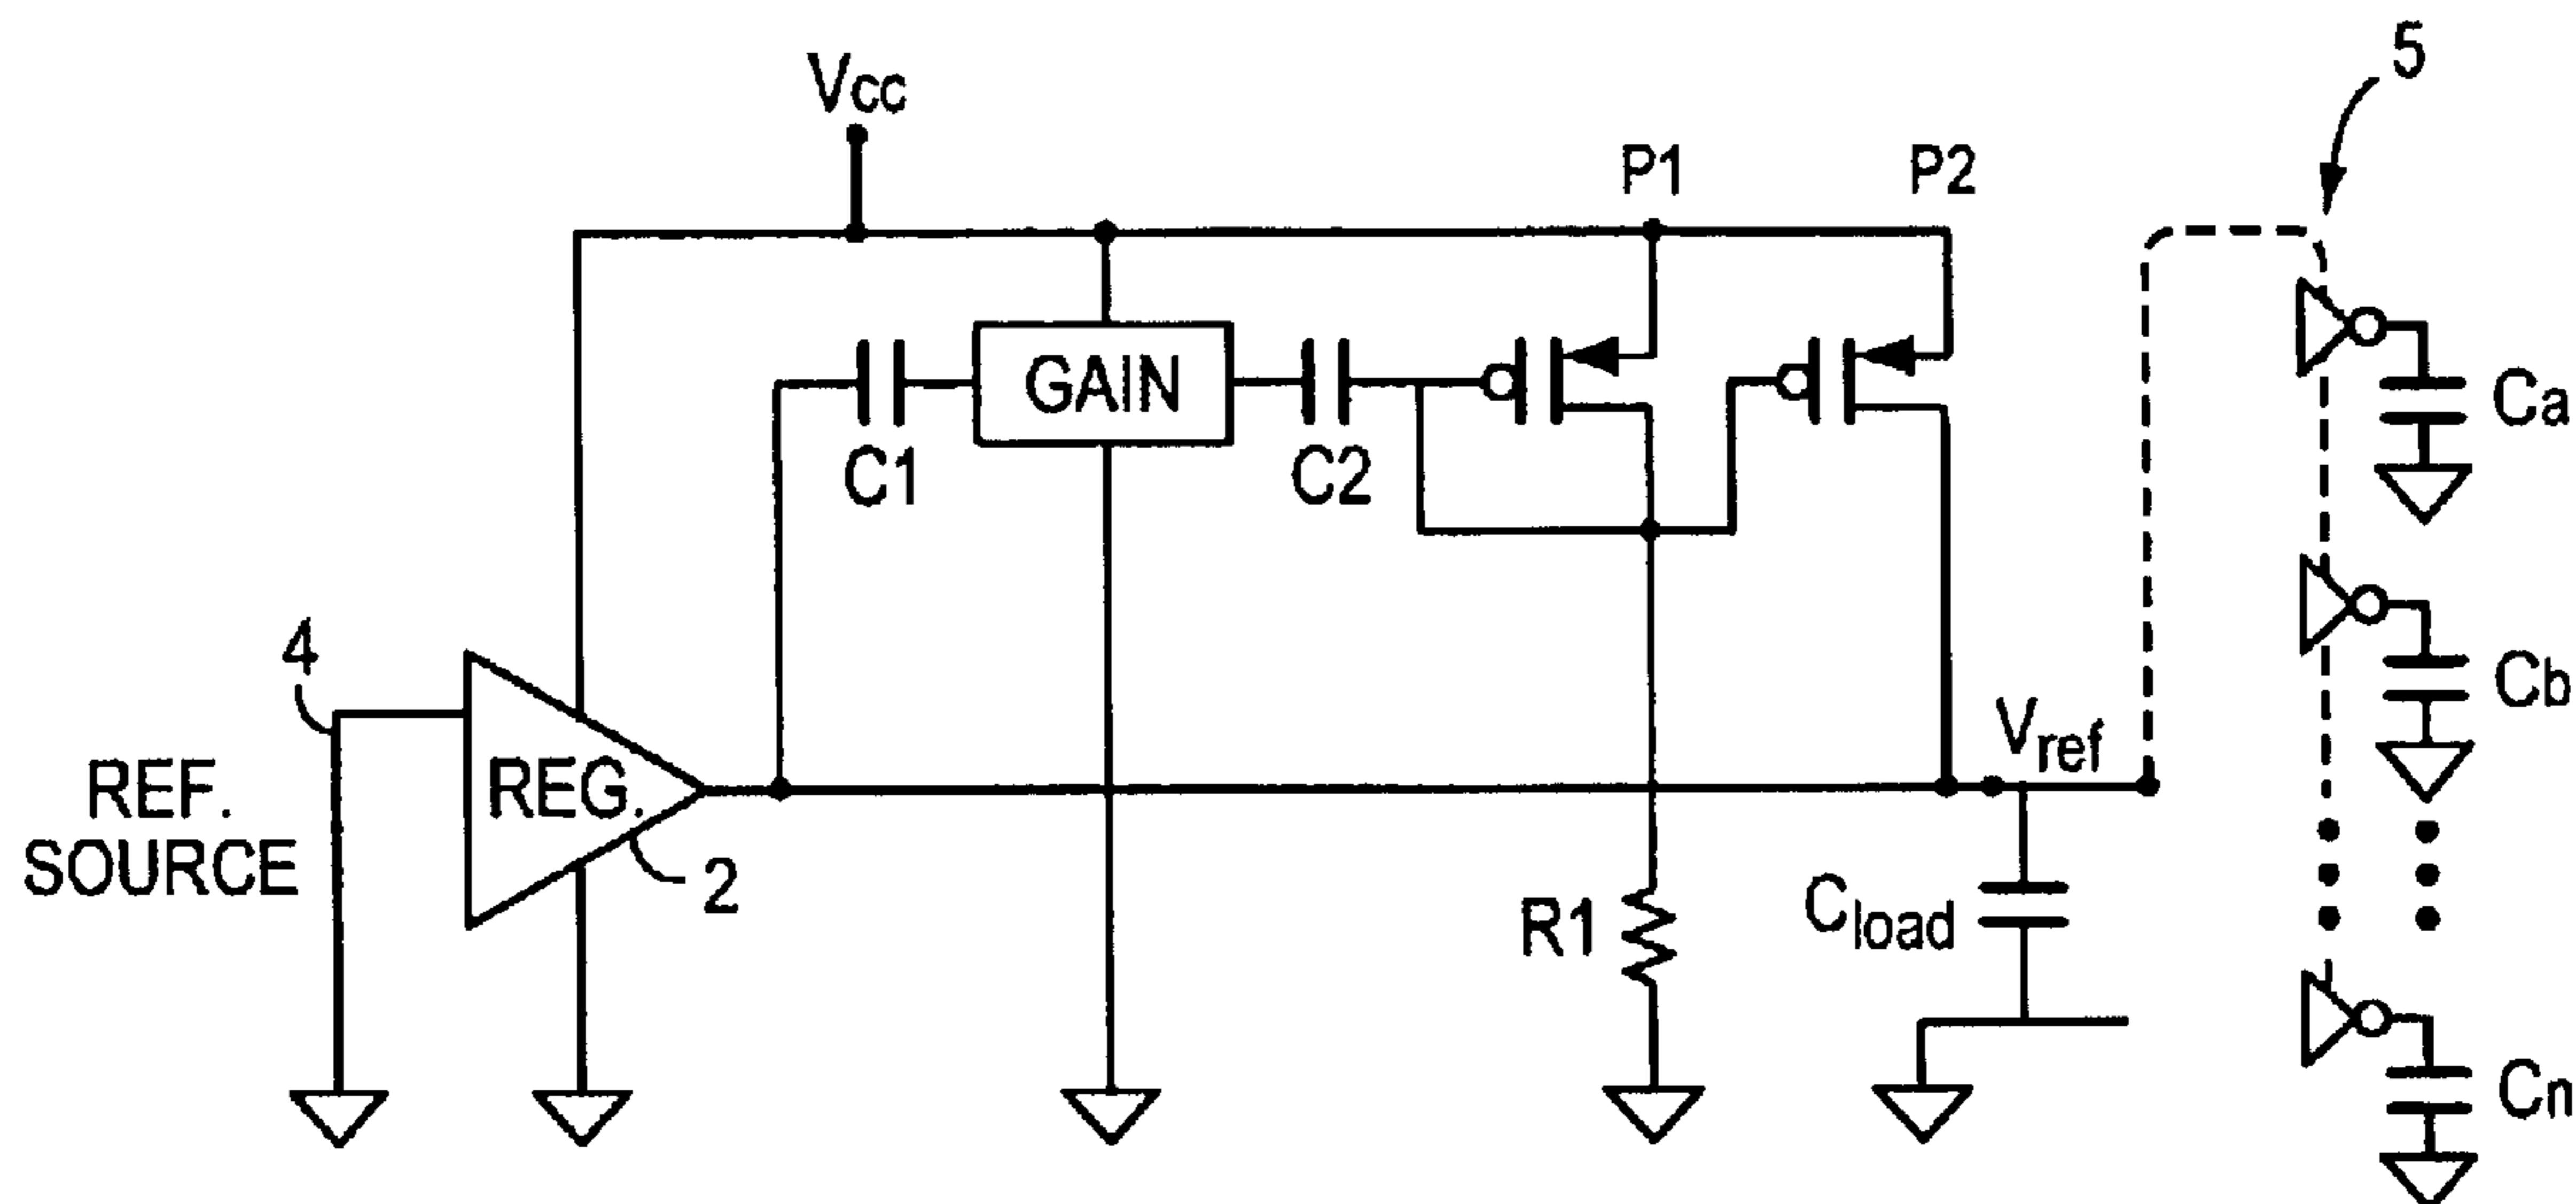 5
Vcc
P1
P2
GAIN
C1
C2
Ca
Cb
4
REF.
SOURCE
REG.
2
Vref
R1
Cload
Cn